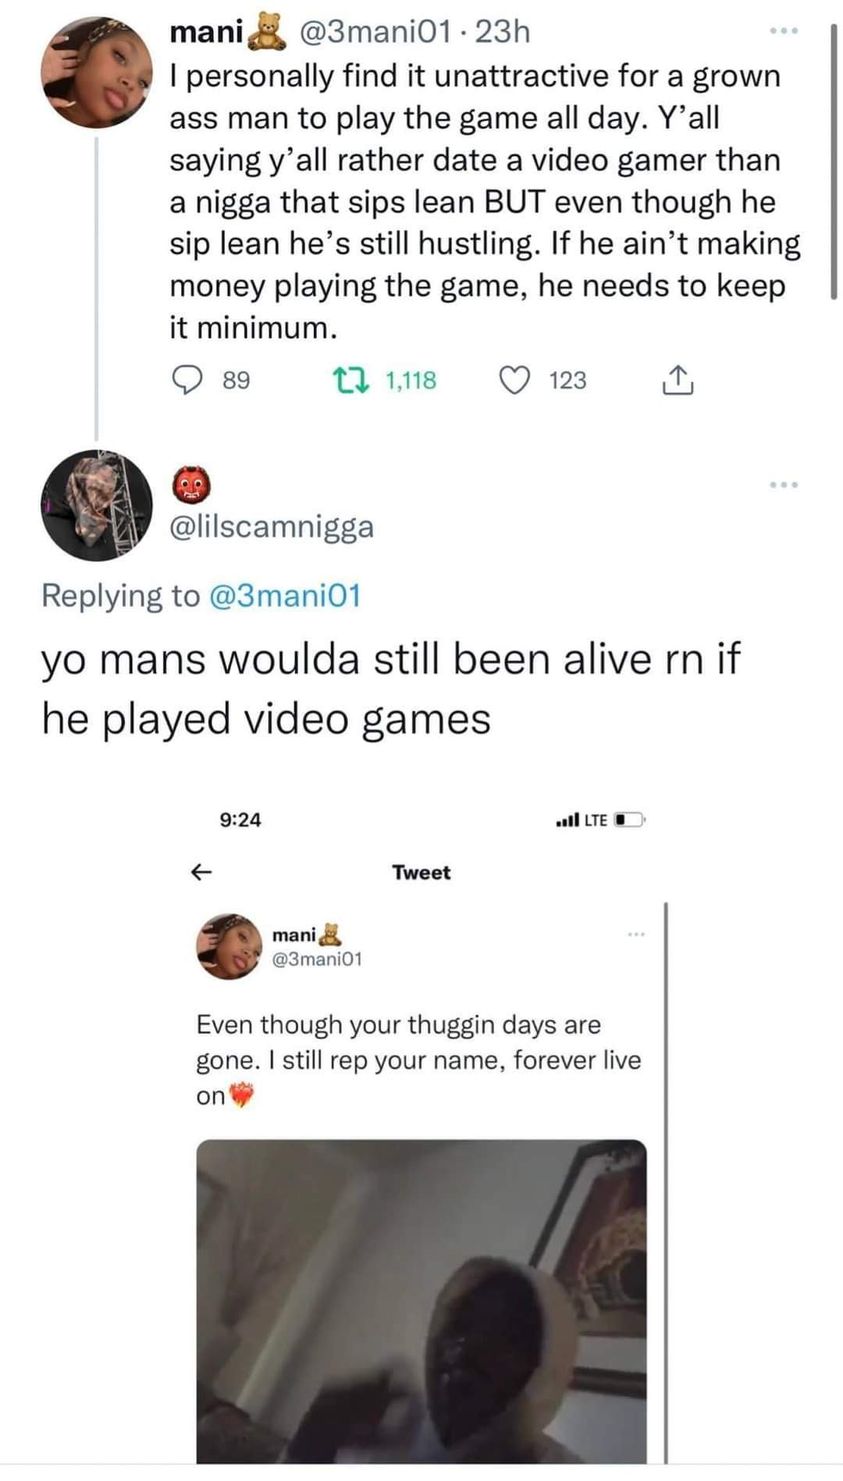 mani🧸 @3mani01 · 23h
I personally find it unattractive for a grown
ass man to play the game all day. Y’all
saying y’all rather date a video gamer than
a nigga that sips lean BUT even though he
sip lean he’s still hustling. If he ain’t making
money playing the game, he needs to keep
it minimum.
89 1,118 123
👹
@lilscamnigga
Replying to @3mani01
yo mans woulda still been alive rn if
he played video games
9:24 LTE
Tweet
mani🧸
@3mani01
Even though your thuggin days are
gone. I still rep your name, forever live
on❤️‍🔥